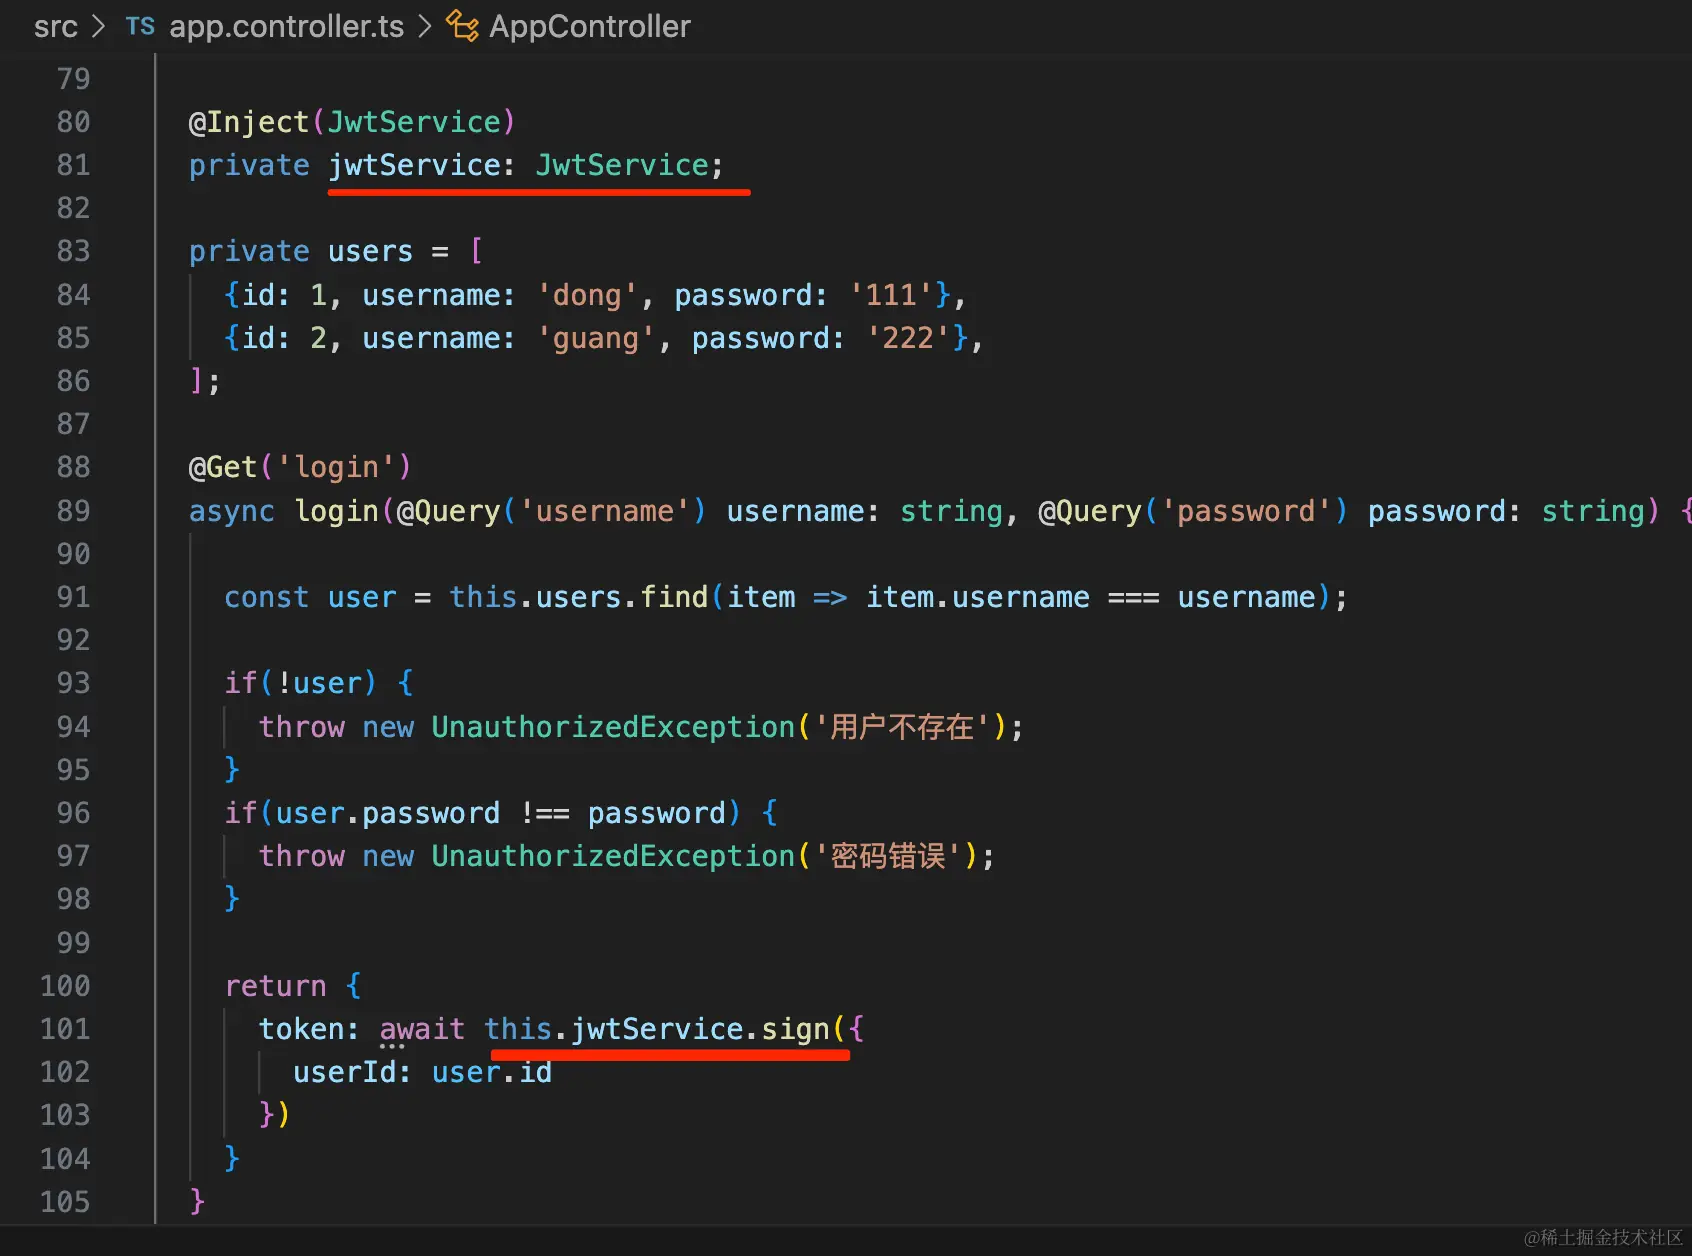 src > TS app.controller.ts > AppController
79
80 @Inject(JwtService)
81 private jwtService: JwtService;
82
83 private users = [
84 {id: 1, username: 'dong', password: '111'},
85 {id: 2, username: 'guang', password: '222'},
86 ];
87
88 @Get('login')
89 async login(@Query('username') username: string, @Query('password') password: string) {
90
91 const user = this.users.find(item => item.username === username);
92
93 if(!user) {
94 throw new UnauthorizedException('用户不存在');
95 }
96 if(user.password !== password) {
97 throw new UnauthorizedException('密码错误');
98 }
99
100 return {
101 token: await this.jwtService.sign({
102 userId: user.id
103 })
104 }
105 }
@稀土掘金技术社区